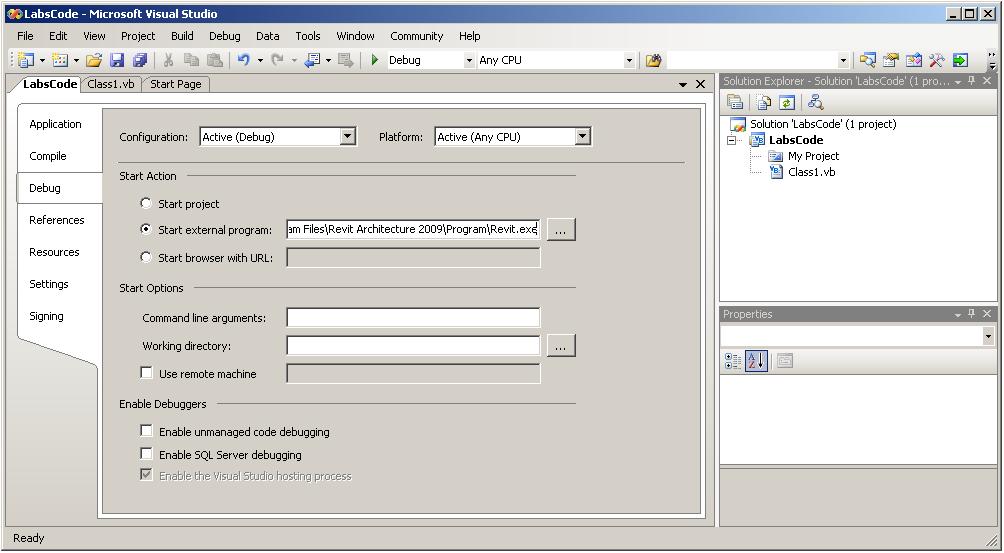 LabsCode - Microsoft Visual Studio
File Edit View Project Build Debug Data Tools Window Community Help
Debug Any CPU
LabsCode Class1.vb Start Page
Application
Compile
Debug
References
Resources
Settings
Signing
Configuration: Active (Debug) Platform: Active (Any CPU)
Start Action
Start project
Start external program: am Files\Revit Architecture 2009\Program\Revit.exe ...
Start browser with URL:
Start Options
Command line arguments:
Working directory: ...
Use remote machine
Enable Debuggers
Enable unmanaged code debugging
Enable SQL Server debugging
Enable the Visual Studio hosting process
Solution Explorer - Solution 'LabsCode' (1 pro...
Solution 'LabsCode' (1 project)
VB LabsCode
My Project
VB Class1.vb
Properties
A Z
Ready